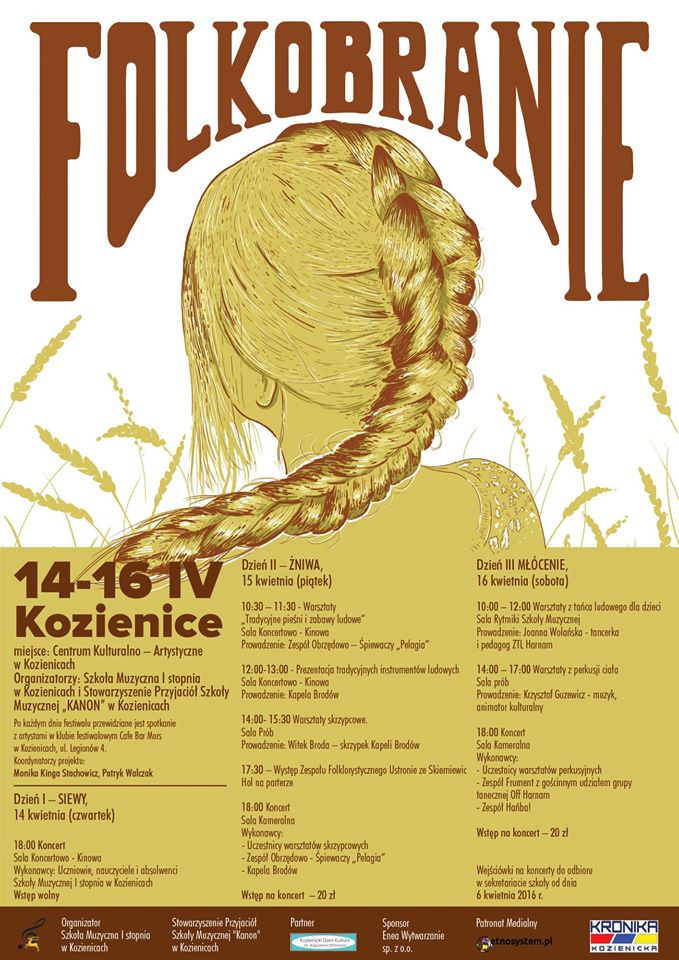 FOLKOBRANIE
14-16 IV
Kozienice
miejsce: Centrum Kulturalno – Artystyczne
w Kozienicach
Organizatorzy: Szkoła Muzyczna I stopnia
w Kozienicach i Stowarzyszenie Przyjaciół Szkoły
Muzycznej „KANON” w Kozienicach
Po każdym dniu festiwalu przewidziane jest spotkanie
z artystami w klubie festiwalowym Cafe Bar Mors
w Kozienicach, ul. Legionów 4.
Koordynatorzy projektu:
Monika Kinga Stachowicz, Patryk Walczak
Dzień I – SIEWY,
14 kwietnia (czwartek)
18:00 Koncert
Sala Koncertowo - Kinowa
Wykonawcy: Uczniowie, nauczyciele i absolwenci
Szkoły Muzycznej I stopnia w Kozienicach
Wstęp wolny
Dzień II – ŻNIWA,
15 kwietnia (piątek)
10:30 – 11:30 - Warsztaty
„Tradycyjne pieśni i zabawy ludowe”
Sala Koncertowo - Kinowa
Prowadzenie: Zespół Obrzędowo – Śpiewaczy „Pelagia”
12:00-13:00 - Prezentacja tradycyjnych instrumentów ludowych
Sala Koncertowo - Kinowa
Prowadzenie: Kapela Brodów
14:00- 15:30 Warsztaty skrzypcowe.
Sala Prób
Prowadzenie: Witek Broda – skrzypek Kapeli Brodów
17:30 – Występ Zespołu Folklorystycznego Ustronie ze Skierniewic
Hol na parterze
18:00 Koncert
Sala Kameralna
Wykonawcy:
- Uczestnicy warsztatów skrzypcowych
- Zespół Obrzędowo - Śpiewaczy „Pelagia”
- Kapela Brodów
Wstęp na koncert – 20 zł
Dzień III MŁÓCENIE,
16 kwietnia (sobota)
10:00 – 12:00 Warsztaty z tańca ludowego dla dzieci
Sala Rytmiki Szkoły Muzycznej
Prowadzenie: Joanna Wolańska - tancerka
i pedagog ZTL Harnam
14:00 – 17:00 Warsztaty z perkusji ciała
Sala prób
Prowadzenie: Krzysztof Guzewicz - muzyk,
animator kulturalny
18:00 Koncert
Sala Kameralna
Wykonawcy:
- Uczestnicy warsztatów perkusyjnych
- Zespół Frument z gościnnym udziałem grupy
tanecznej Off Harnam
- Zespół Hańba!
Wstęp na koncert – 20 zł
Wejściówki na koncerty do odbioru
w sekretariacie szkoły od dnia
6 kwietnia 2016 r.
Organizator
Szkoła Muzyczna I stopnia
w Kozienicach
Stowarzyszenie Przyjaciół
Szkoły Muzycznej "Kanon"
w Kozienicach
Partner
Kozienicki Dom Kultury
im. Bogusława Klimczuka
Sponsor
Enea Wytwarzanie
sp. z o.o.
Patronat Medialny
etnosystem.pl
KRONIKA
KOZIENICKA